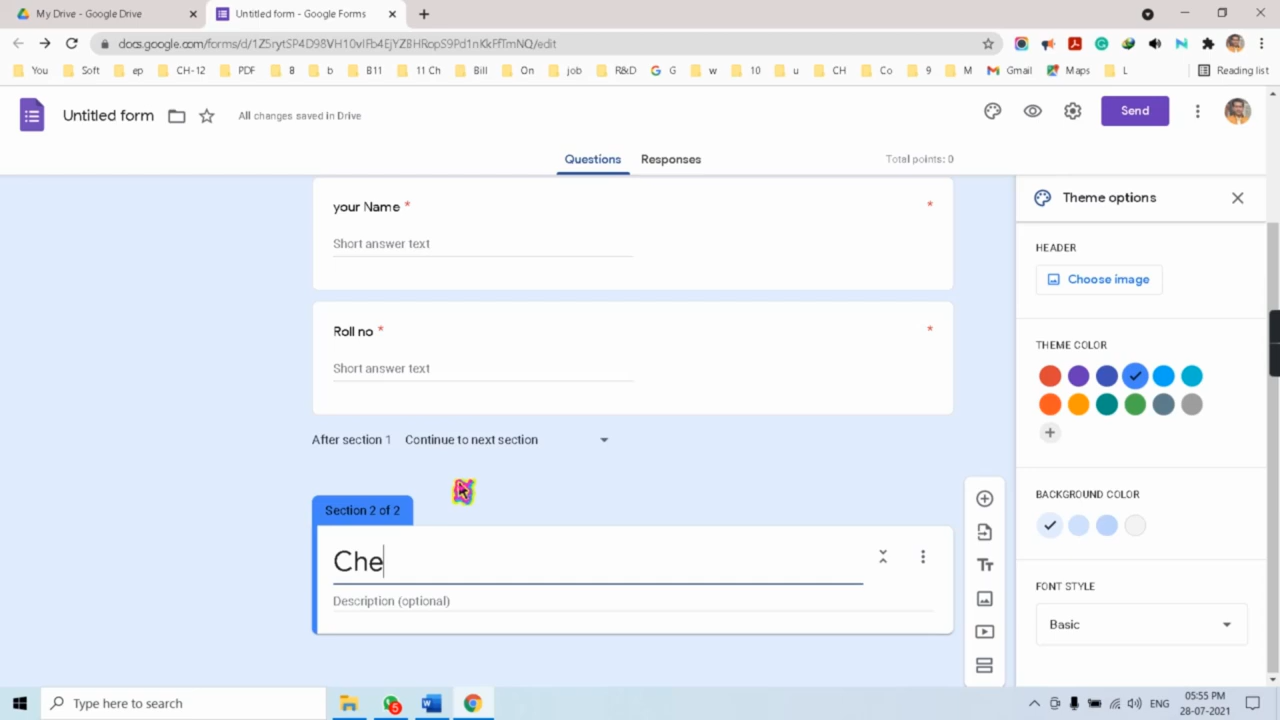 My Drive - Google Drive
Untitled form - Google Forms
docs.google.com/forms/d/1Z5rytSP4D98VH10vIFb4EjYZ8HRopS9Pd1nKkFfTmNQ/edit
You Soft ep CH-12 PDF 8 b B11 11 Ch Bill On job R&D G w 10 u CH Co 9 M Gmail Maps L Reading list
Untitled form
All changes saved in Drive
Send
Questions
Responses
Total points: 0
your Name *
*
Short answer text
Roll no *
*
Short answer text
After section 1 Continue to next section
Section 2 of 2
Che
Description (optional)
Tt
Theme options
HEADER
Choose image
THEME COLOR
BACKGROUND COLOR
FONT STYLE
Basic
Type here to search
5
ENG
05:55 PM
28-07-2021